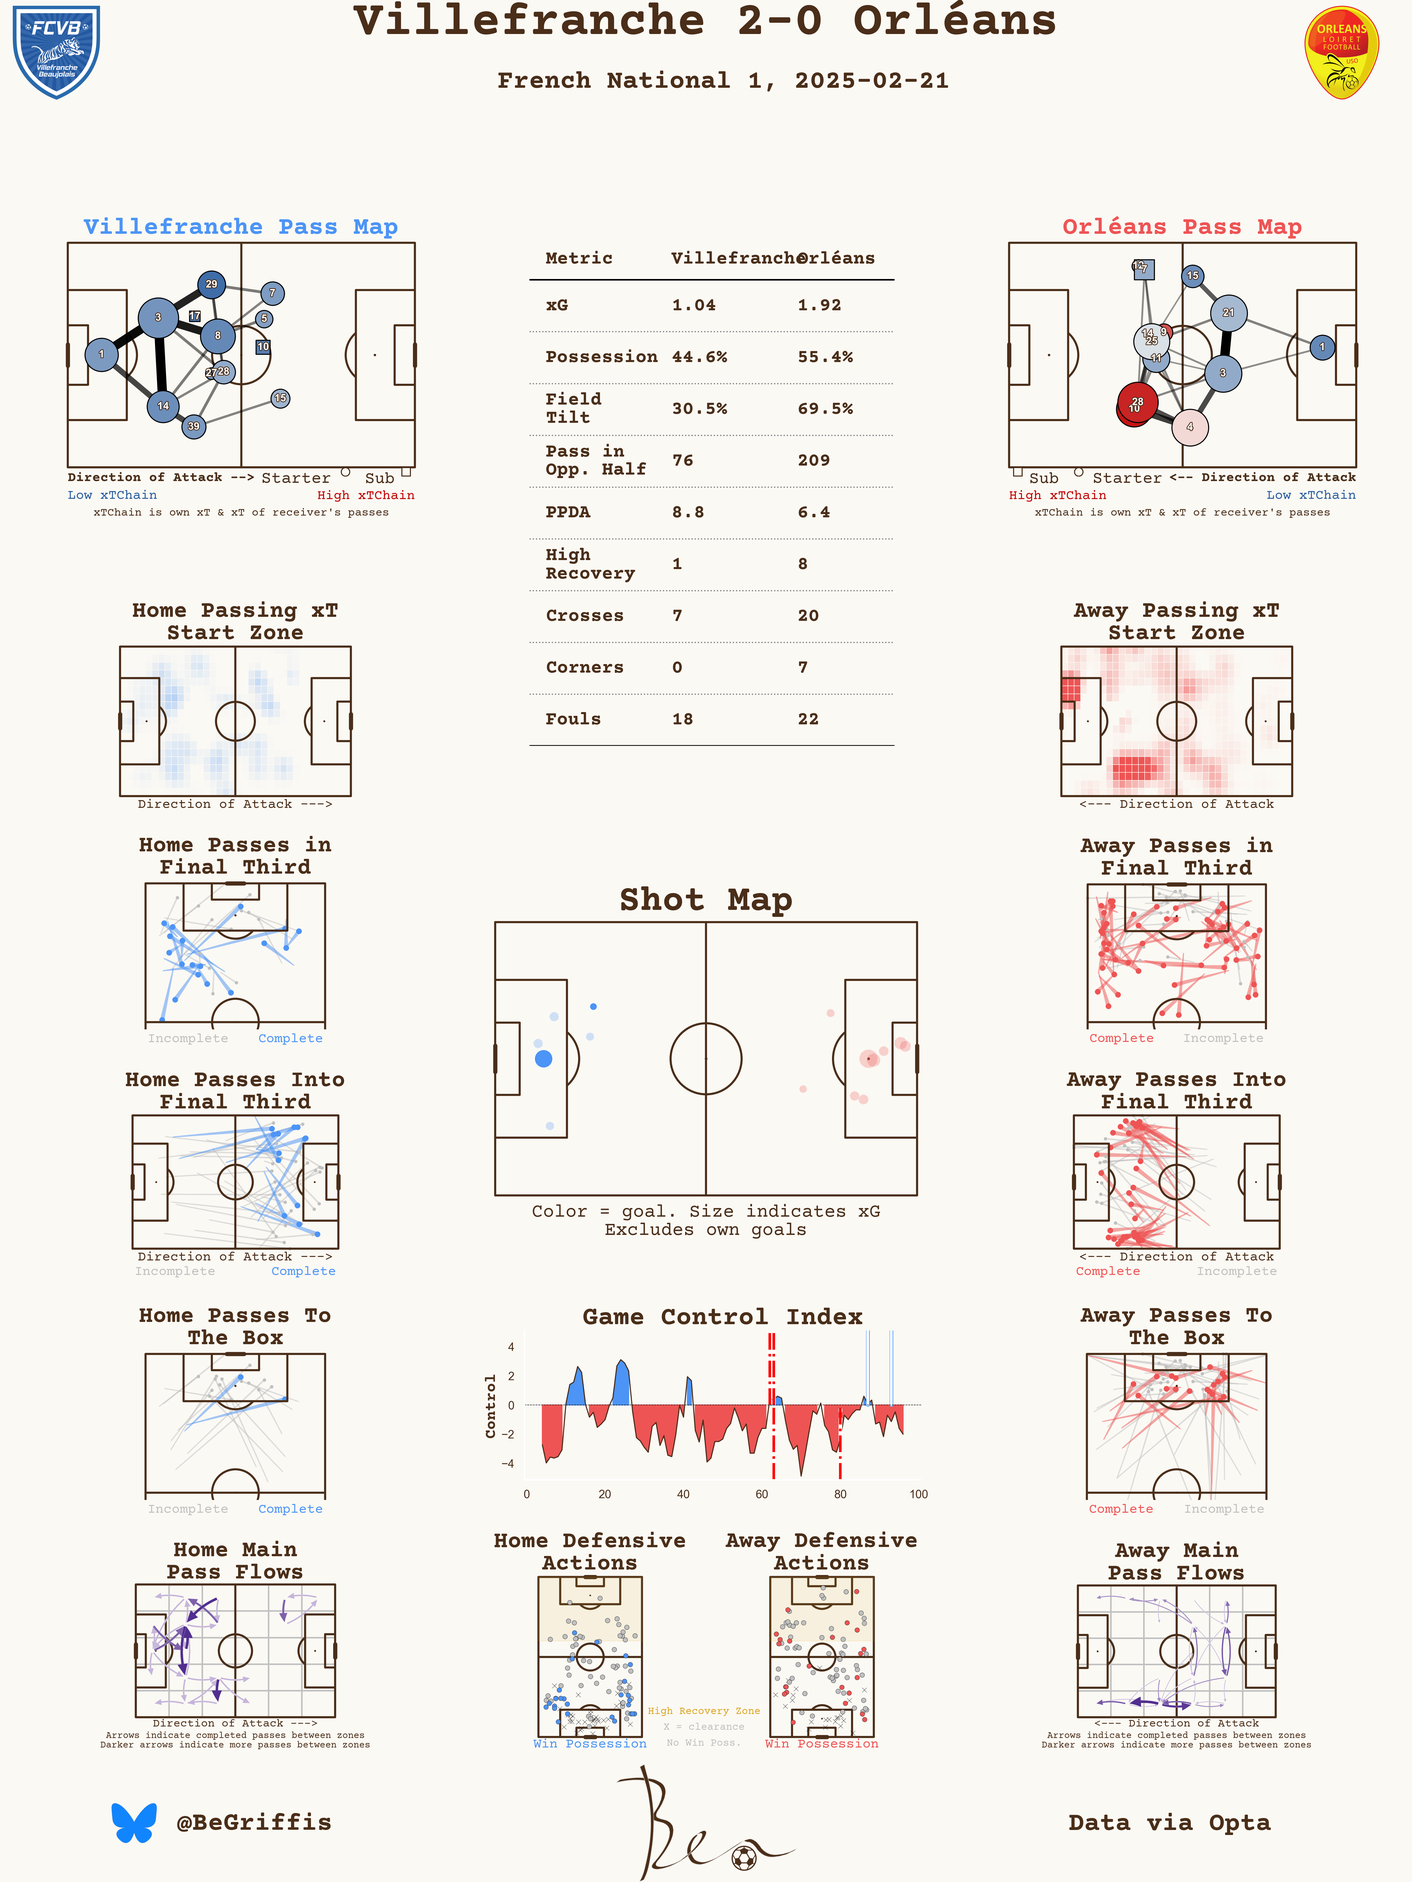 Villefranche 2-0 Orléans
French National 1, 2025-02-21
FCVB
Villefranche
Beaujolais
ORLEANS
LOIRET
FOOTBALL
USO
Villefranche Pass Map
29
7
3
17
5
8
1
10
27
28
14
15
39
Direction of Attack --> Starter Sub
Low xTChain High xTChain
xTChain is own xT & xT of receiver's passes
Metric Villefranche Orléans
xG 1.04 1.92
Possession 44.6% 55.4%
Field
Tilt 30.5% 69.5%
Pass in
Opp. Half 76 209
PPDA 8.8 6.4
High
Recovery 1 8
Crosses 7 20
Corners 0 7
Fouls 18 22
Orléans Pass Map
7
15
21
14
9
25
1
11
3
28
10
4
Sub Starter <-- Direction of Attack
High xTChain Low xTChain
xTChain is own xT & xT of receiver's passes
Home Passing xT
Start Zone
Direction of Attack --->
Away Passing xT
Start Zone
<--- Direction of Attack
Home Passes in
Final Third
Incomplete Complete
Away Passes in
Final Third
Complete Incomplete
Shot Map
Color = goal. Size indicates xG
Excludes own goals
Home Passes Into
Final Third
Direction of Attack --->
Incomplete Complete
Away Passes Into
Final Third
<--- Direction of Attack
Complete Incomplete
Home Passes To
The Box
Incomplete Complete
Game Control Index
Control
4
2
0
−2
−4
0 20 40 60 80 100
Away Passes To
The Box
Complete Incomplete
Home Main
Pass Flows
Direction of Attack --->
Arrows indicate completed passes between zones
Darker arrows indicate more passes between zones
Home Defensive
Actions
Win Possession
Away Defensive
Actions
Win Possession
High Recovery Zone
X = clearance
No Win Poss.
Away Main
Pass Flows
<--- Direction of Attack
Arrows indicate completed passes between zones
Darker arrows indicate more passes between zones
@BeGriffis
Ben
Data via Opta